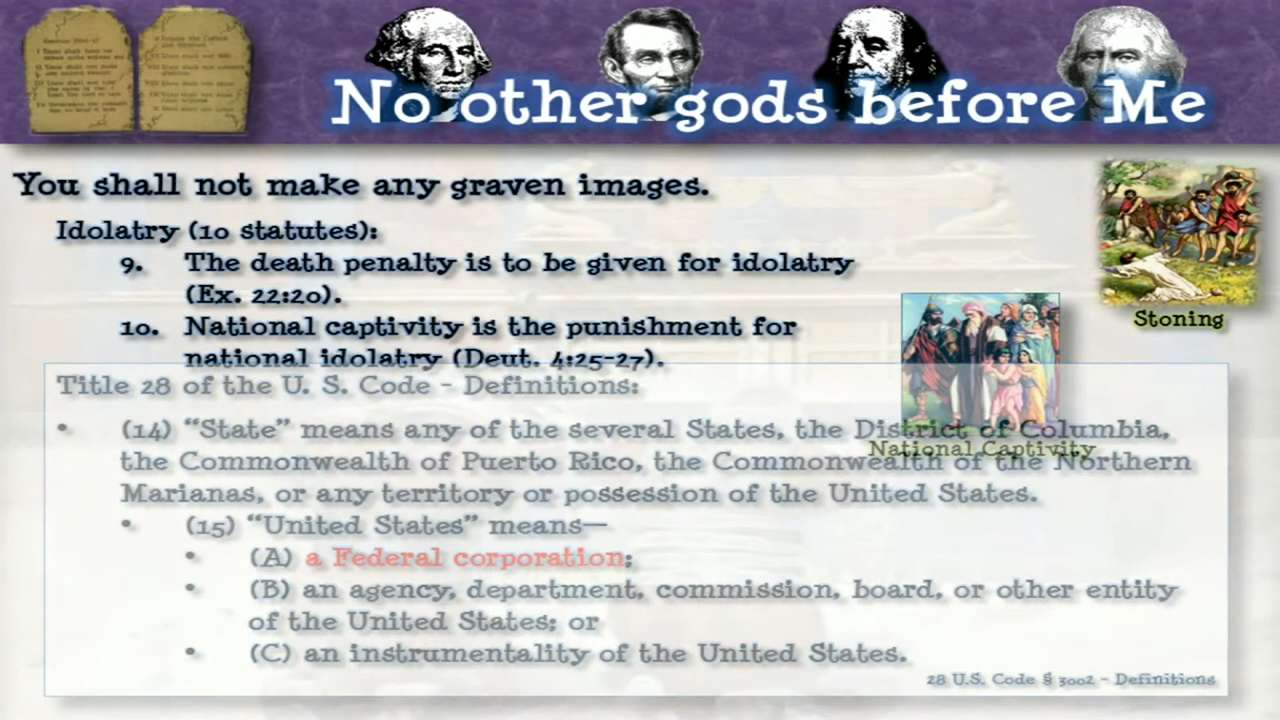 No other gods before Me
You shall not make any graven images.
Idolatry (10 statutes):
9. The death penalty is to be given for idolatry
(Ex. 22:20).
10. National captivity is the punishment for
national idolatry (Deut. 4:25-27).
Stoning
National Captivity
Title 28 of the U. S. Code - Definitions:
• (14) “State” means any of the several States, the District of Columbia,
the Commonwealth of Puerto Rico, the Commonwealth of the Northern
Marianas, or any territory or possession of the United States.
• (15) “United States” means—
• (A) a Federal corporation;
• (B) an agency, department, commission, board, or other entity
of the United States; or
• (C) an instrumentality of the United States.
28 U.S. Code § 3002 - Definitions